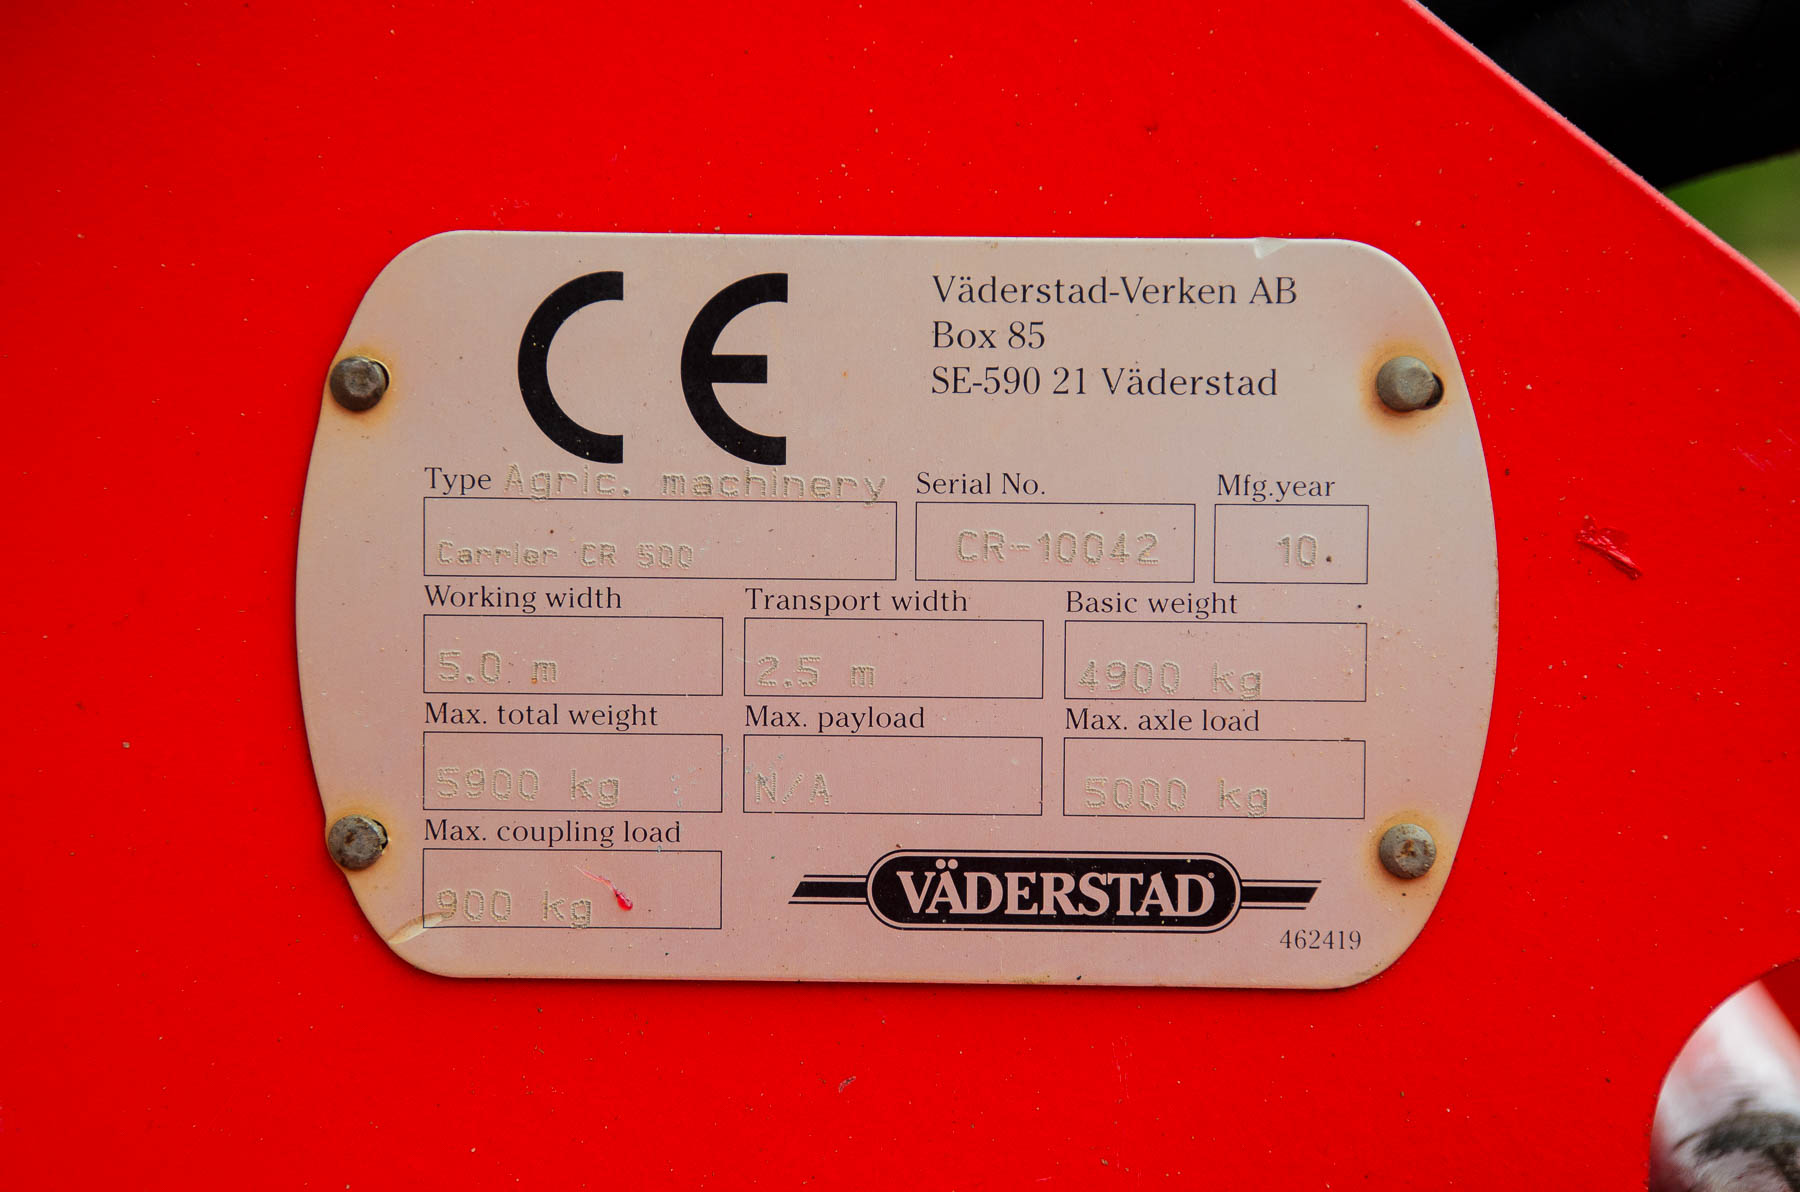 CE
Väderstad-Verken AB
Box 85
SE-590 21 Väderstad
Type Agric. machinery
Carrier CR 500
Serial No.
CR-10042
Mfg.year
10
Working width
5.0 m
Transport width
2.5 m
Basic weight
4900 kg
Max. total weight
5900 kg
Max. payload
N/A
Max. axle load
5000 kg
Max. coupling load
900 kg
VÄDERSTAD
462419